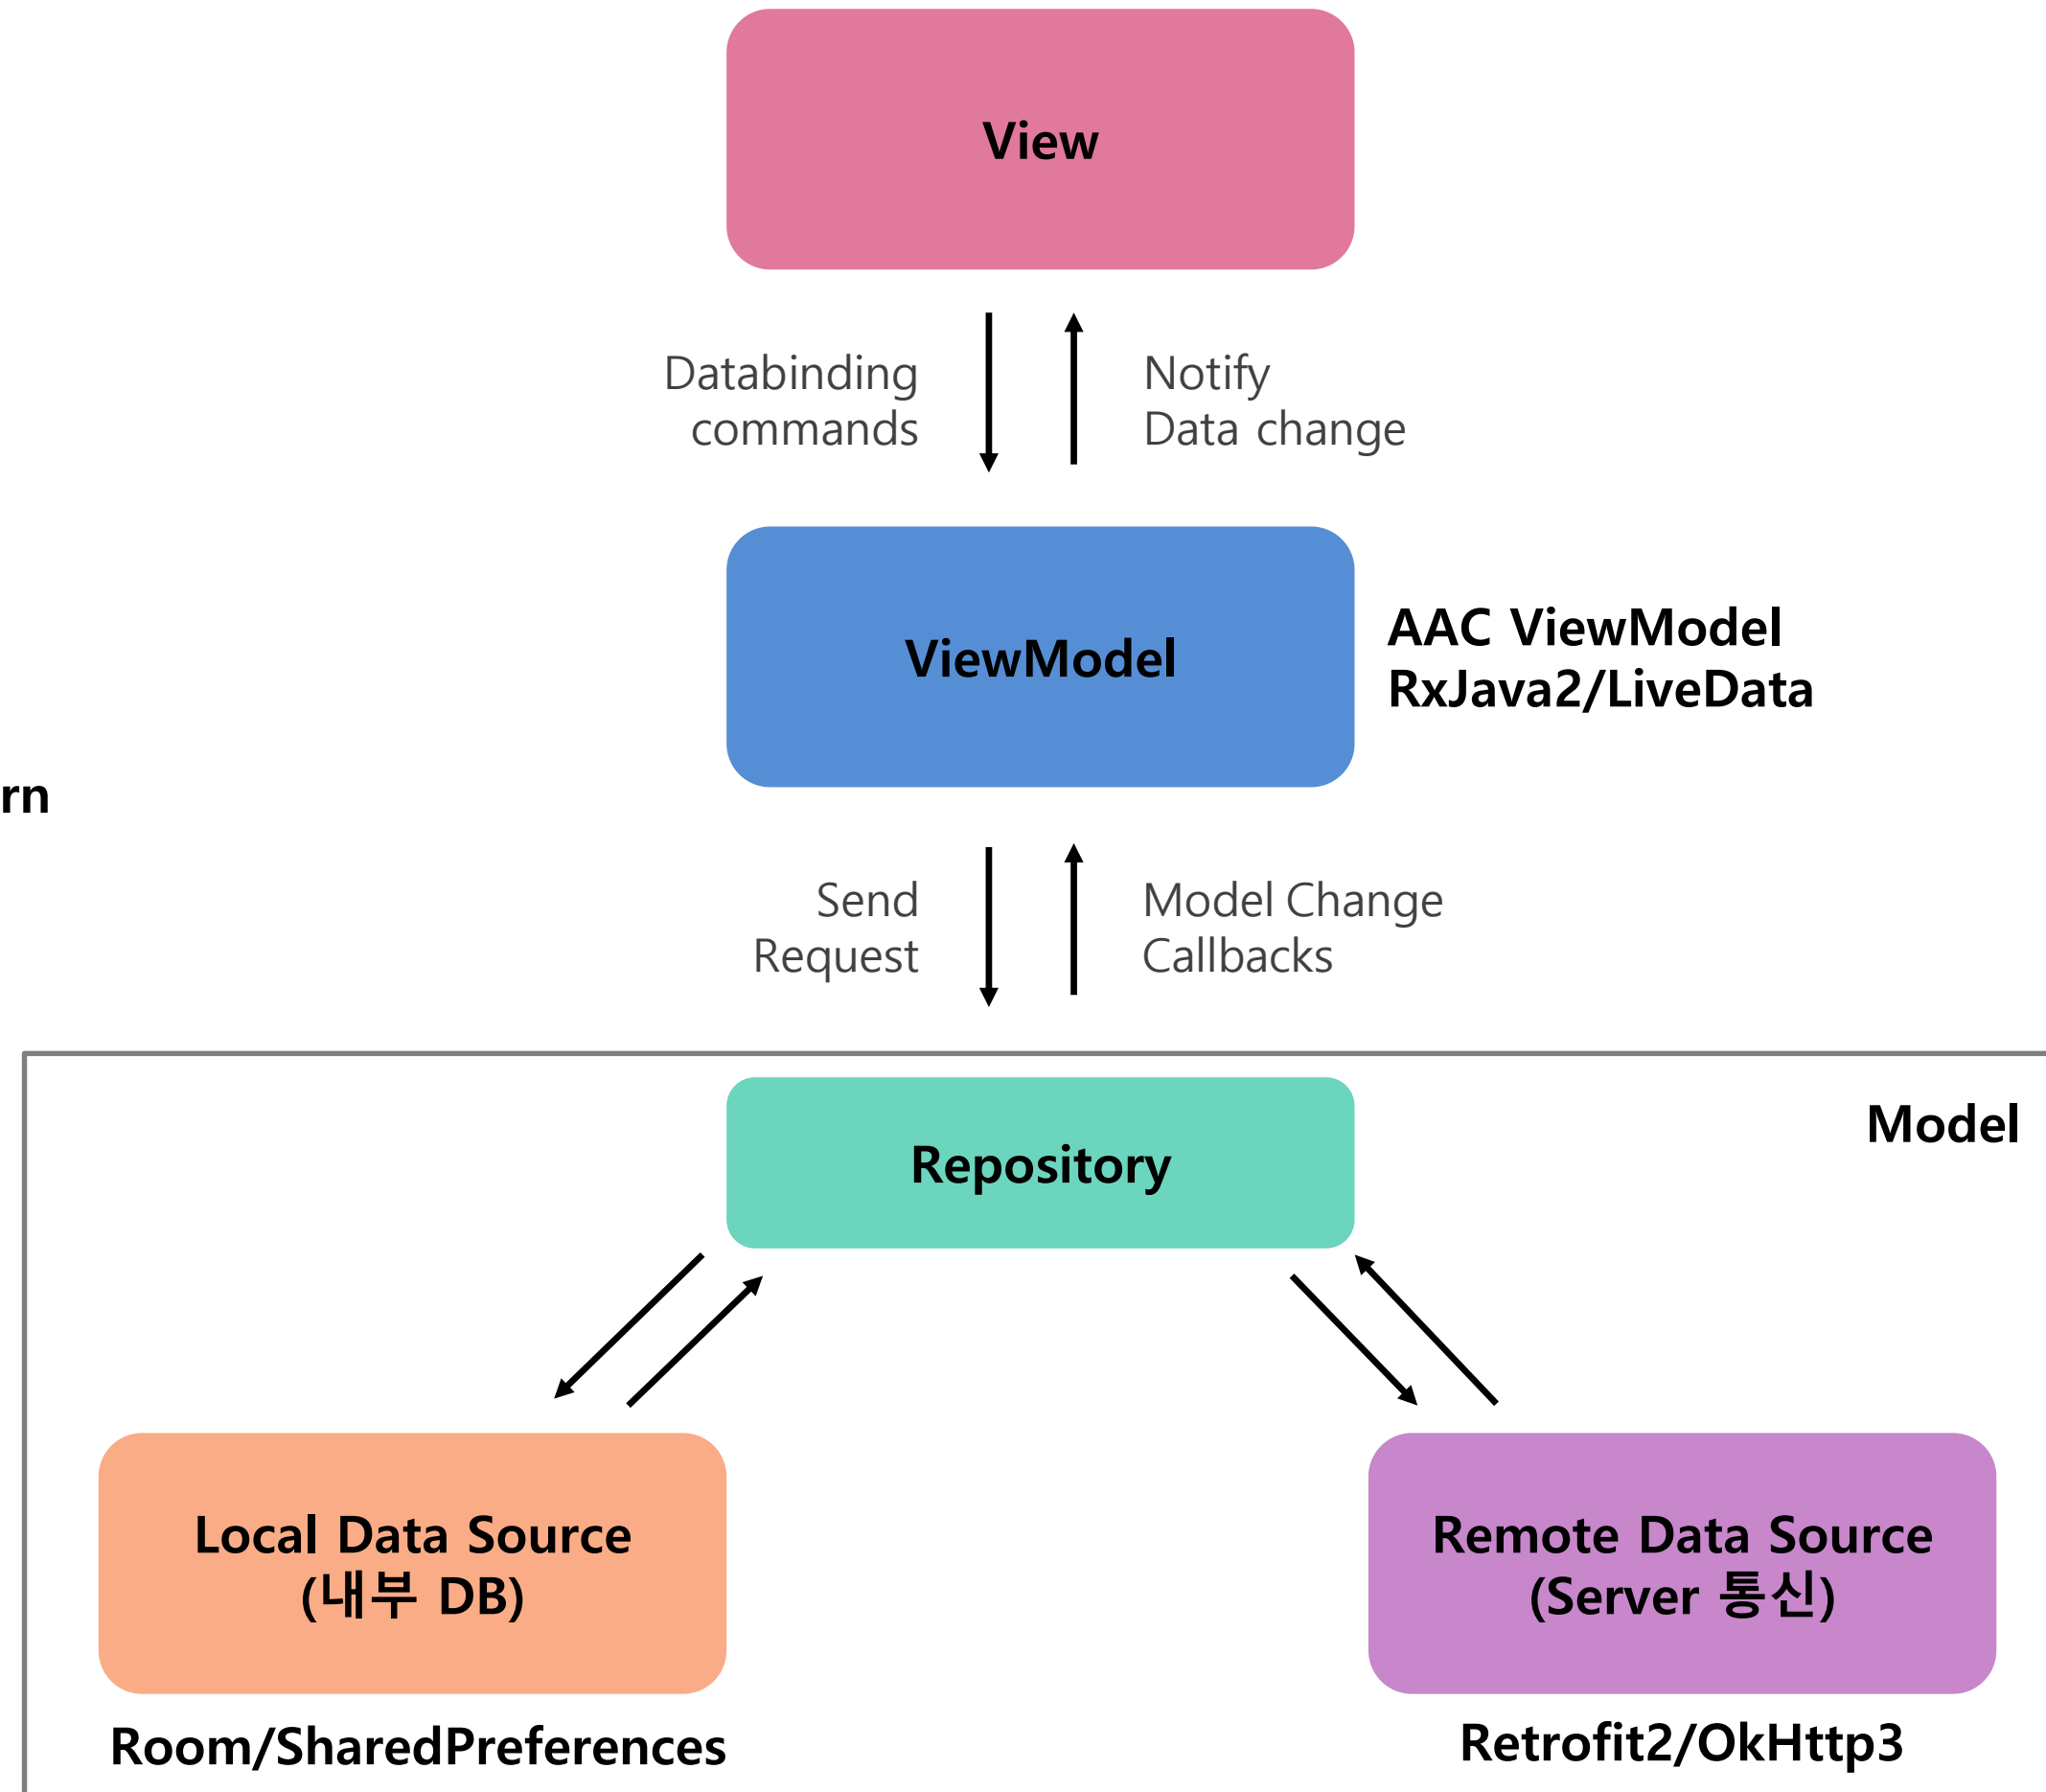 View
Databinding
commands
Notify
Data change
ViewModel
AAC ViewModel
RxJava2/LiveData
rn
Send
Request
Model Change
Callbacks
Model
Repository
Local Data Source
(내부 DB)
Remote Data Source
(Server 통신)
Room/SharedPreferences
Retrofit2/OkHttp3